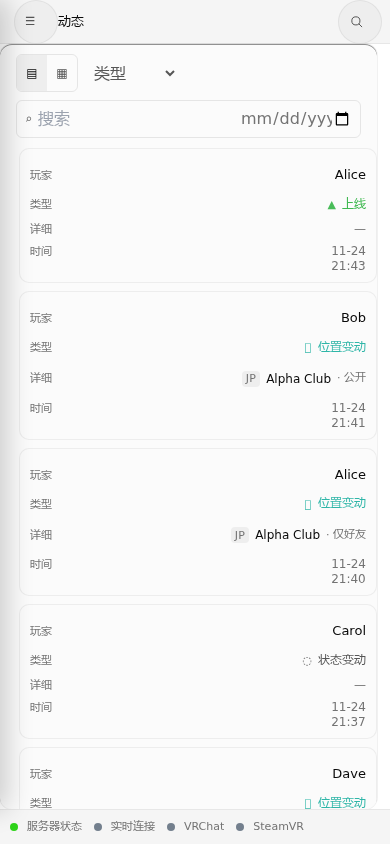 动态
类型
搜索 mm/dd/yyy
玩家 Alice
类型 ▲ 上线
详细 —
时间 11-24
21:43
玩家 Bob
类型 位置变动
详细 JP Alpha Club · 公开
时间 11-24
21:41
玩家 Alice
类型 位置变动
详细 JP Alpha Club · 仅好友
时间 11-24
21:40
玩家 Carol
类型 状态变动
详细 —
时间 11-24
21:37
玩家 Dave
类型 位置变动
服务器状态 实时连接 VRChat SteamVR